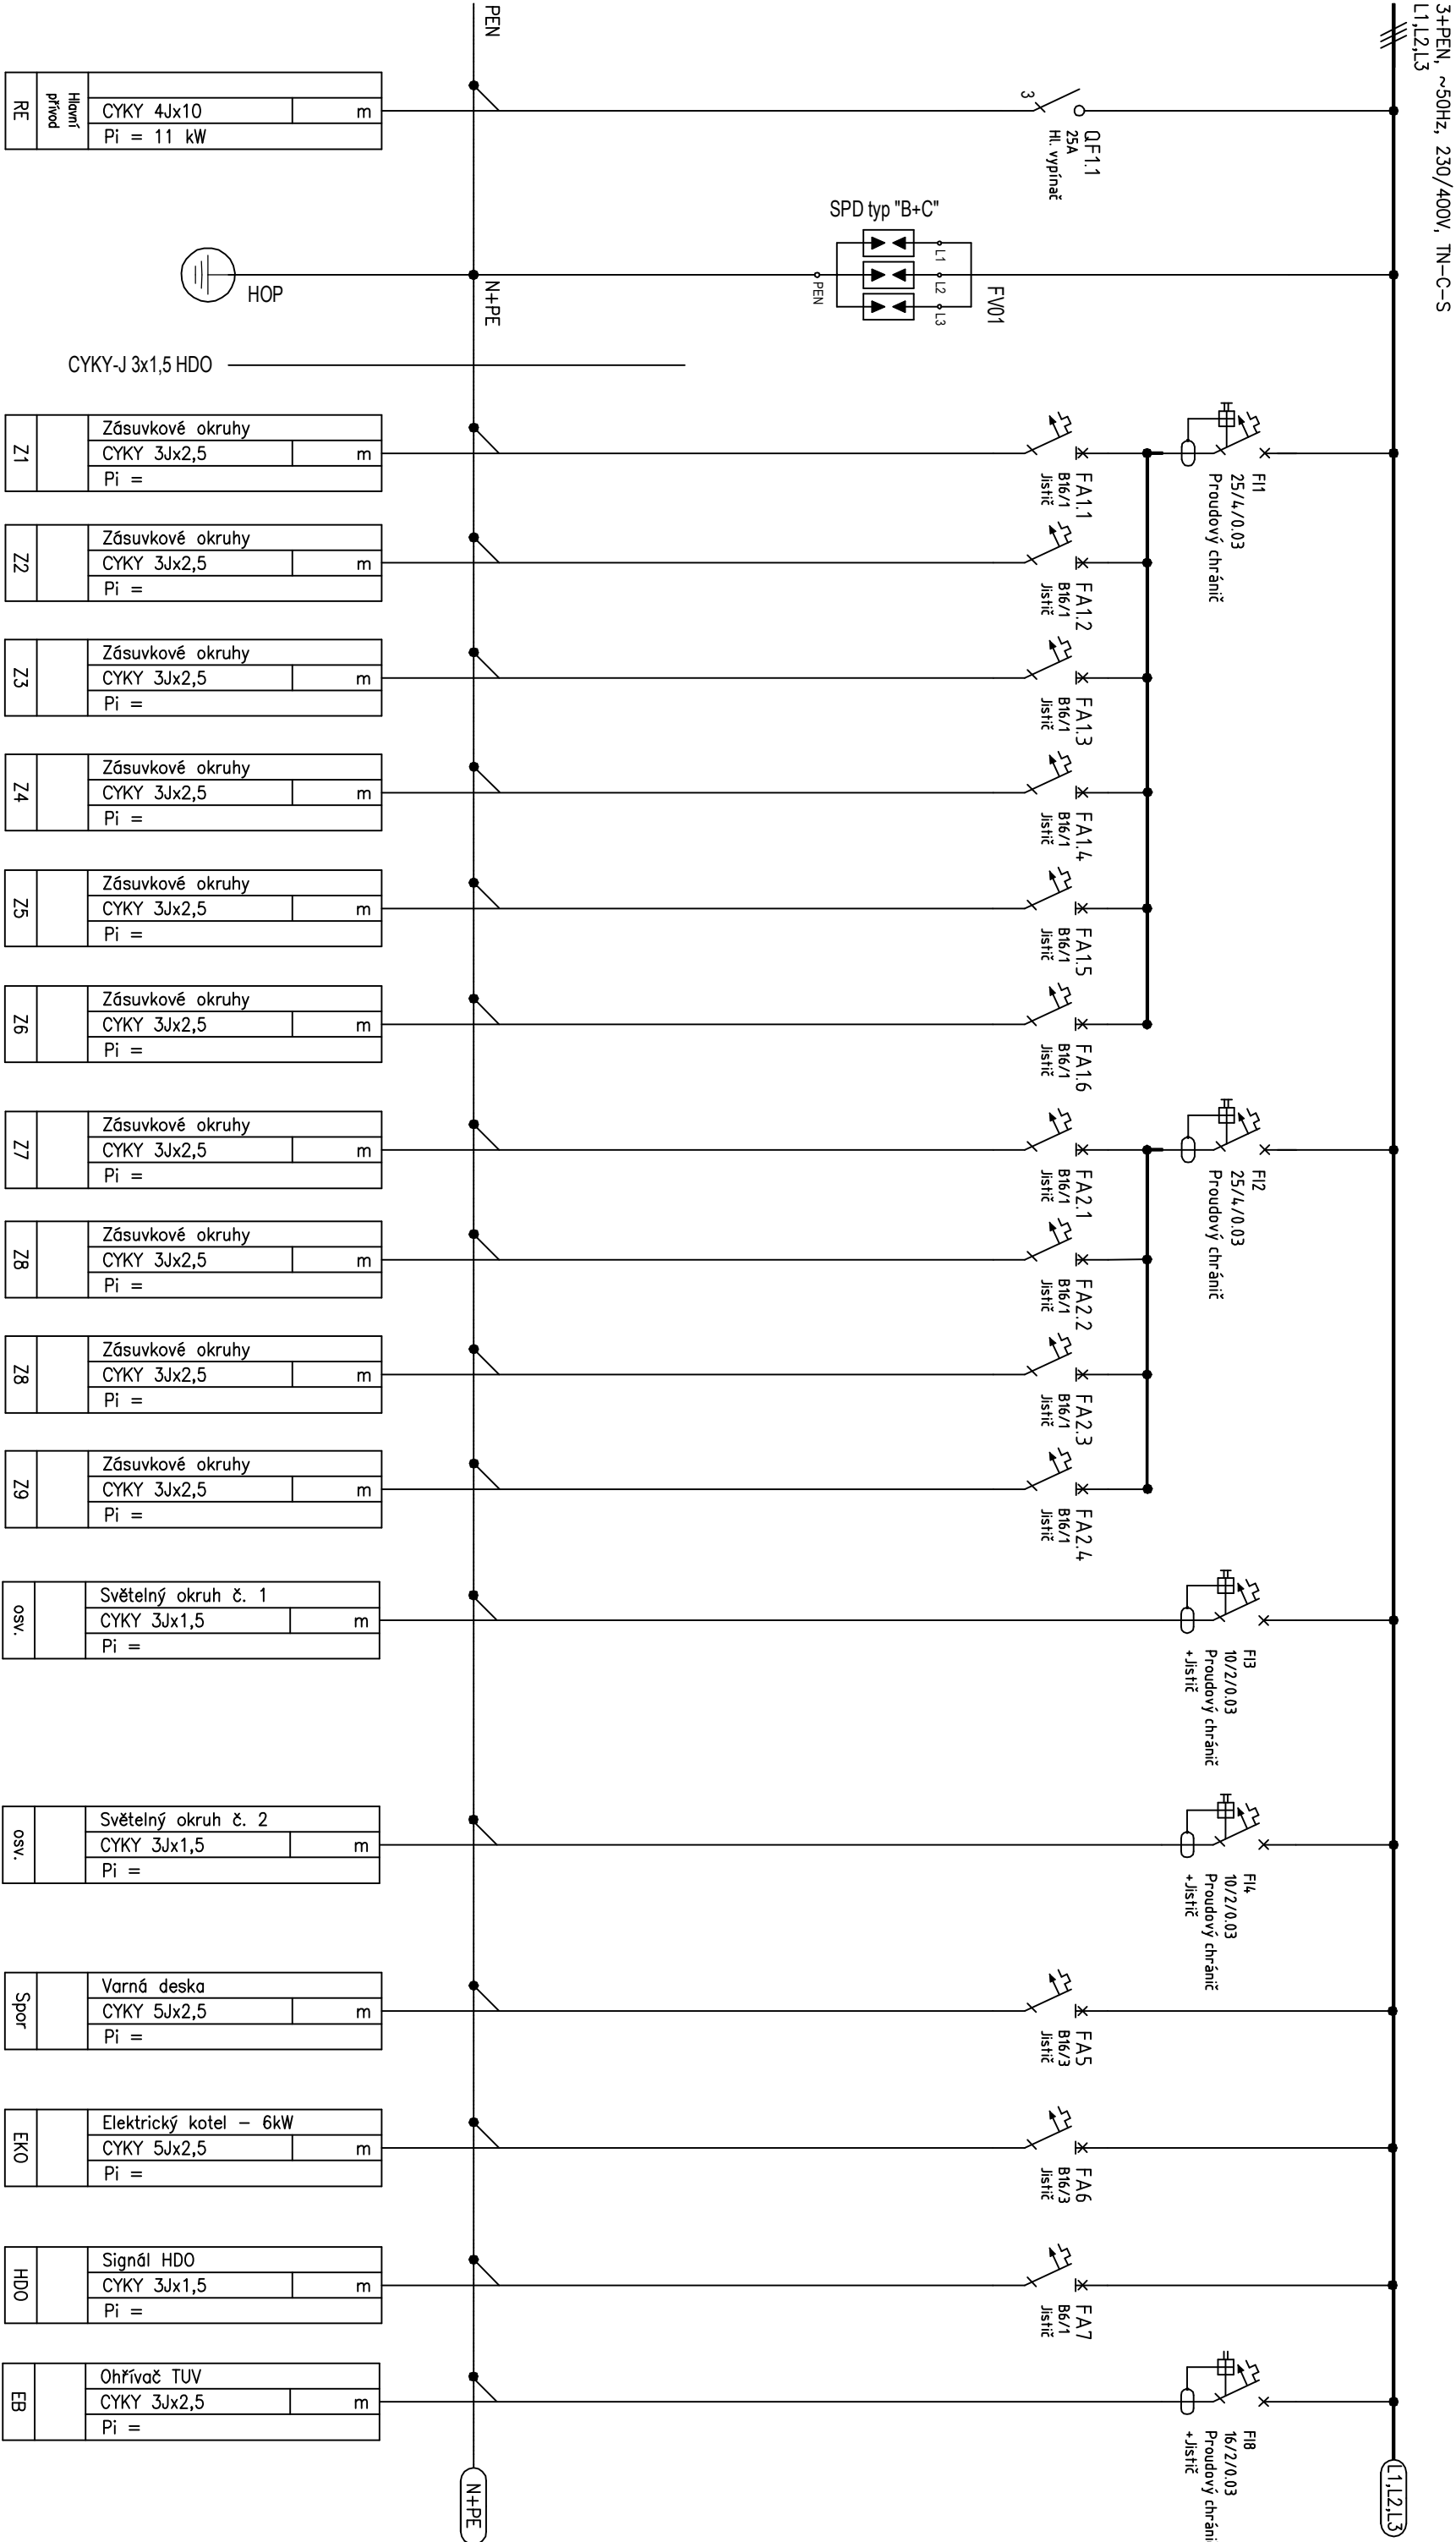 3+PEN, ~50Hz, 230/400V, TN-C-S
L1,L2,L3
PEN
QF1.1
25A
Hl. vypínač
3
RE
Hlavní
přívod
CYKY 4Jx10 m
Pi = 11 kW
SPD typ "B+C"
L1
L2
L3
PEN
FV01
HOP
N+PE
CYKY-J 3x1,5 HDO
FI1
25/4/0.03
Proudový chránič
FA1.1
B16/1
Jistič
Z1
Zásuvkové okruhy
CYKY 3Jx2,5 m
Pi =
FA1.2
B16/1
Jistič
Z2
Zásuvkové okruhy
CYKY 3Jx2,5 m
Pi =
FA1.3
B16/1
Jistič
Z3
Zásuvkové okruhy
CYKY 3Jx2,5 m
Pi =
FA1.4
B16/1
Jistič
Z4
Zásuvkové okruhy
CYKY 3Jx2,5 m
Pi =
FA1.5
B16/1
Jistič
Z5
Zásuvkové okruhy
CYKY 3Jx2,5 m
Pi =
FA1.6
B16/1
Jistič
Z6
Zásuvkové okruhy
CYKY 3Jx2,5 m
Pi =
FI2
25/4/0.03
Proudový chránič
FA2.1
B16/1
Jistič
Z7
Zásuvkové okruhy
CYKY 3Jx2,5 m
Pi =
FA2.2
B16/1
Jistič
Z8
Zásuvkové okruhy
CYKY 3Jx2,5 m
Pi =
FA2.3
B16/1
Jistič
Z8
Zásuvkové okruhy
CYKY 3Jx2,5 m
Pi =
FA2.4
B16/1
Jistič
Z9
Zásuvkové okruhy
CYKY 3Jx2,5 m
Pi =
FI3
10/2/0.03
Proudový chránič
+Jistič
osv.
Světelný okruh č. 1
CYKY 3Jx1,5 m
Pi =
FI4
10/2/0.03
Proudový chránič
+Jistič
osv.
Světelný okruh č. 2
CYKY 3Jx1,5 m
Pi =
FA5
B16/3
Jistič
Spor
Varná deska
CYKY 5Jx2,5 m
Pi =
FA6
B16/3
Jistič
EKO
Elektrický kotel – 6kW
CYKY 5Jx2,5 m
Pi =
FA7
B6/1
Jistič
HDO
Signál HDO
CYKY 3Jx1,5 m
Pi =
FI8
16/2/0.03
Proudový chráni
+Jistič
EB
Ohřívač TUV
CYKY 3Jx2,5 m
Pi =
N+PE
L1,L2,L3